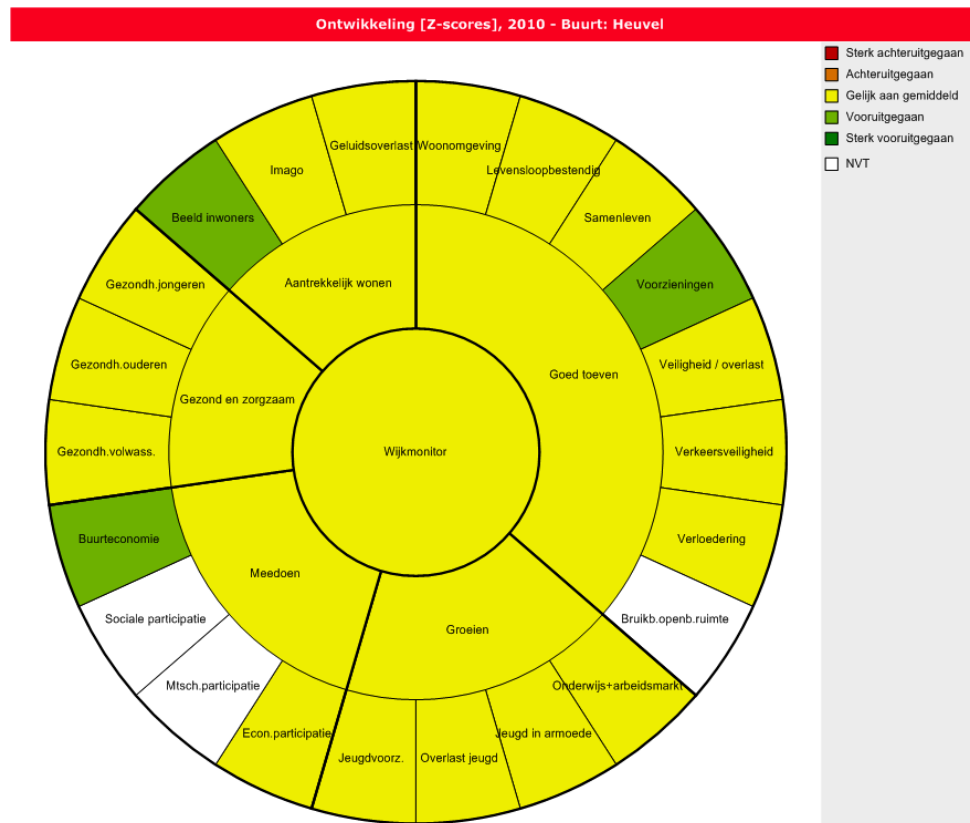 Ontwikkeling [Z-scores], 2010 - Buurt: Heuvel
Sterk achteruitgegaan
Achteruitgegaan
Gelijk aan gemiddeld
Vooruitgegaan
Sterk vooruitgegaan
NVT
Geluidsoverlast
Woonomgeving
Imago
Levensloopbestendig
Beeld inwoners
Samenleven
Gezondh.jongeren
Aantrekkelijk wonen
Voorzieningen
Gezondh.ouderen
Goed toeven
Veiligheid / overlast
Gezond en zorgzaam
Gezondh.volwass.
Wijkmonitor
Verkeersveiligheid
Buurteconomie
Verloedering
Meedoen
Sociale participatie
Groeien
Bruikb.openb.ruimte
Mtsch.participatie
Onderwijs+arbeidsmarkt
Econ.participatie
Jeugd in armoede
Jeugdvoorz.
Overlast jeugd